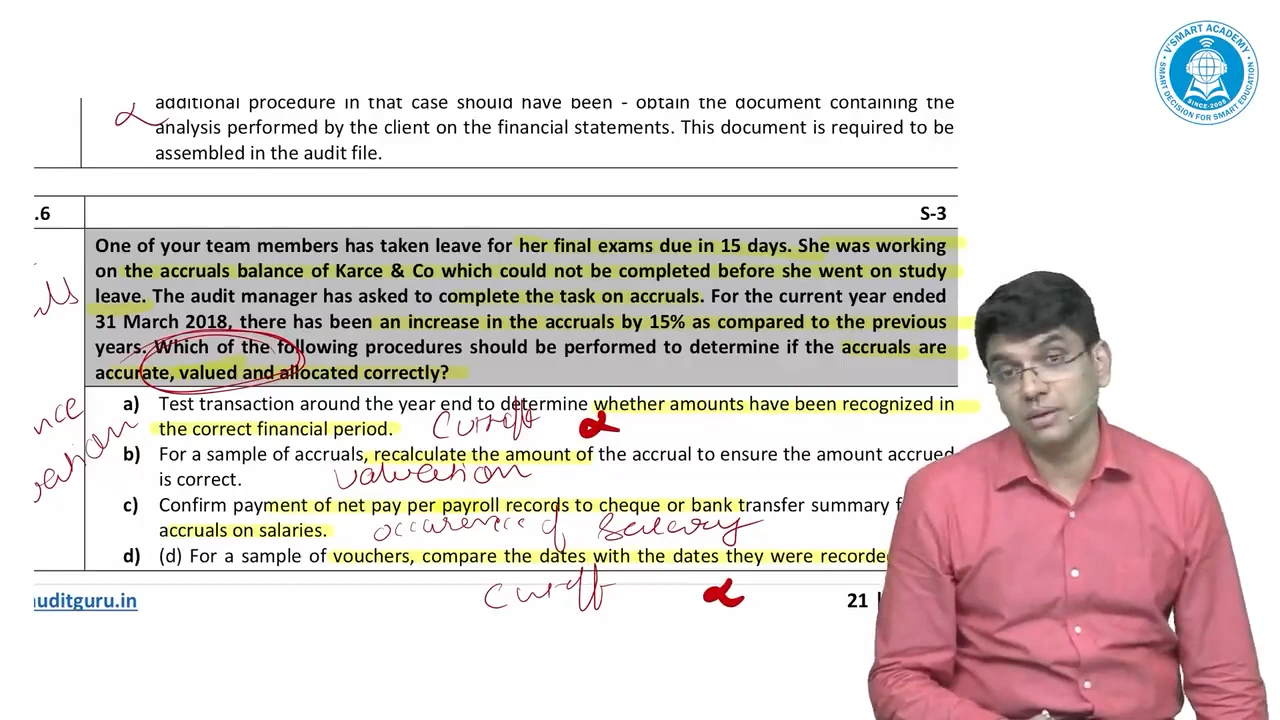 V'SMART ACADEMY
SINCE-2005
SMART DECISION FOR SMART EDUCATION
additional procedure in that case should have been - obtain the document containing the
analysis performed by the client on the financial statements. This document is required to be
assembled in the audit file.
.6 S-3
One of your team members has taken leave for her final exams due in 15 days. She was working
on the accruals balance of Karce & Co which could not be completed before she went on study
leave. The audit manager has asked to complete the task on accruals. For the current year ended
31 March 2018, there has been an increase in the accruals by 15% as compared to the previous
years. Which of the following procedures should be performed to determine if the accruals are
accurate, valued and allocated correctly?
a) Test transaction around the year end to determine whether amounts have been recognized in
the correct financial period.
cutoff
b) For a sample of accruals, recalculate the amount of the accrual to ensure the amount accrued
is correct.
valuation
c) Confirm payment of net pay per payroll records to cheque or bank transfer summary f
accruals on salaries.
occurence of salary
d) (d) For a sample of vouchers, compare the dates with the dates they were recorded
cutoff
auditguru.in 21 |